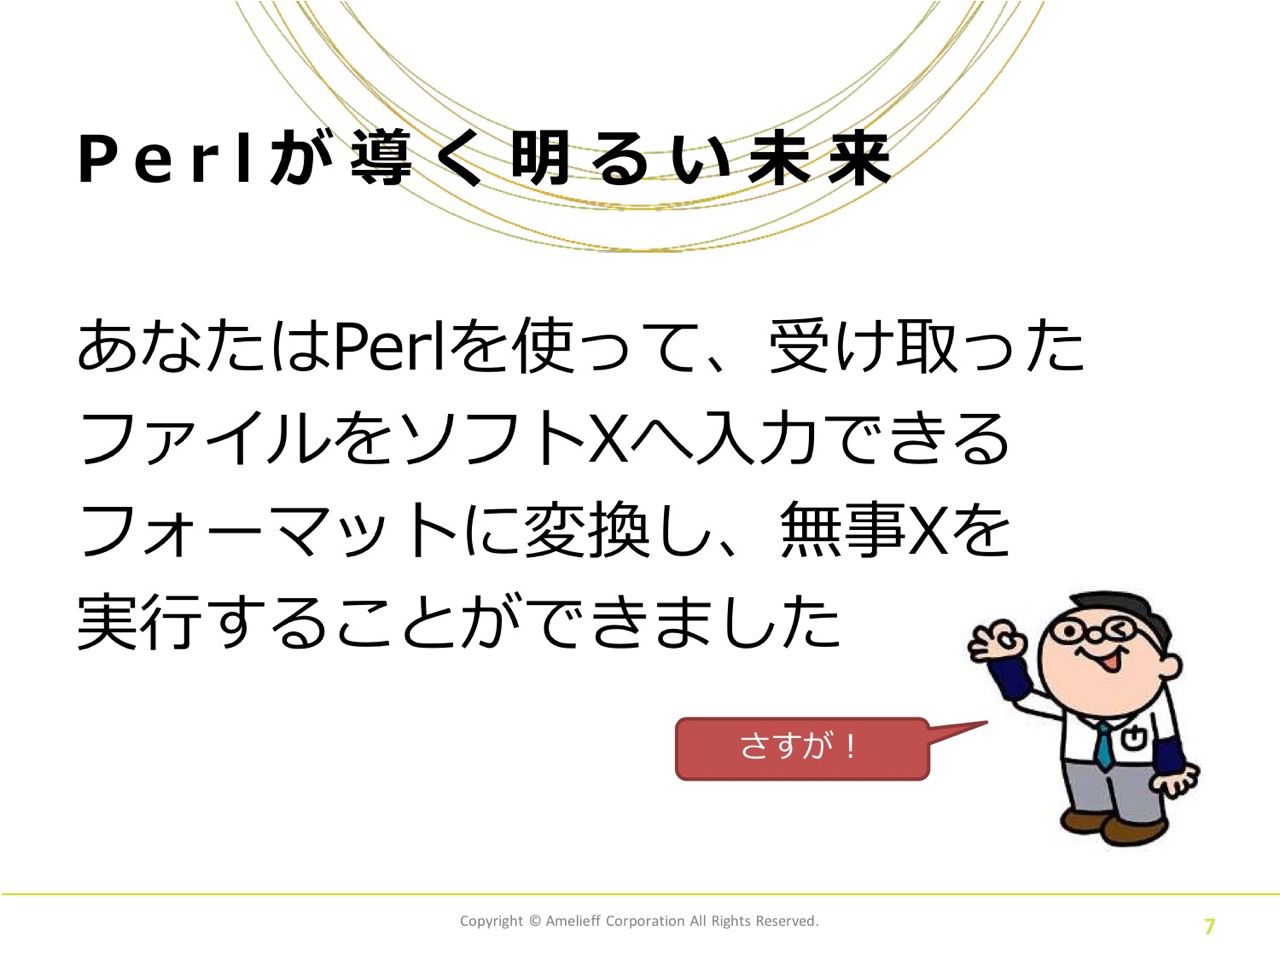 Perlが導く明るい未来
あなたはPerlを使って、受け取った
ファイルをソフトXへ入力できる
フォーマットに変換し、無事Xを
実行することができました
さすが！
Copyright © Amelieff Corporation All Rights Reserved.
7